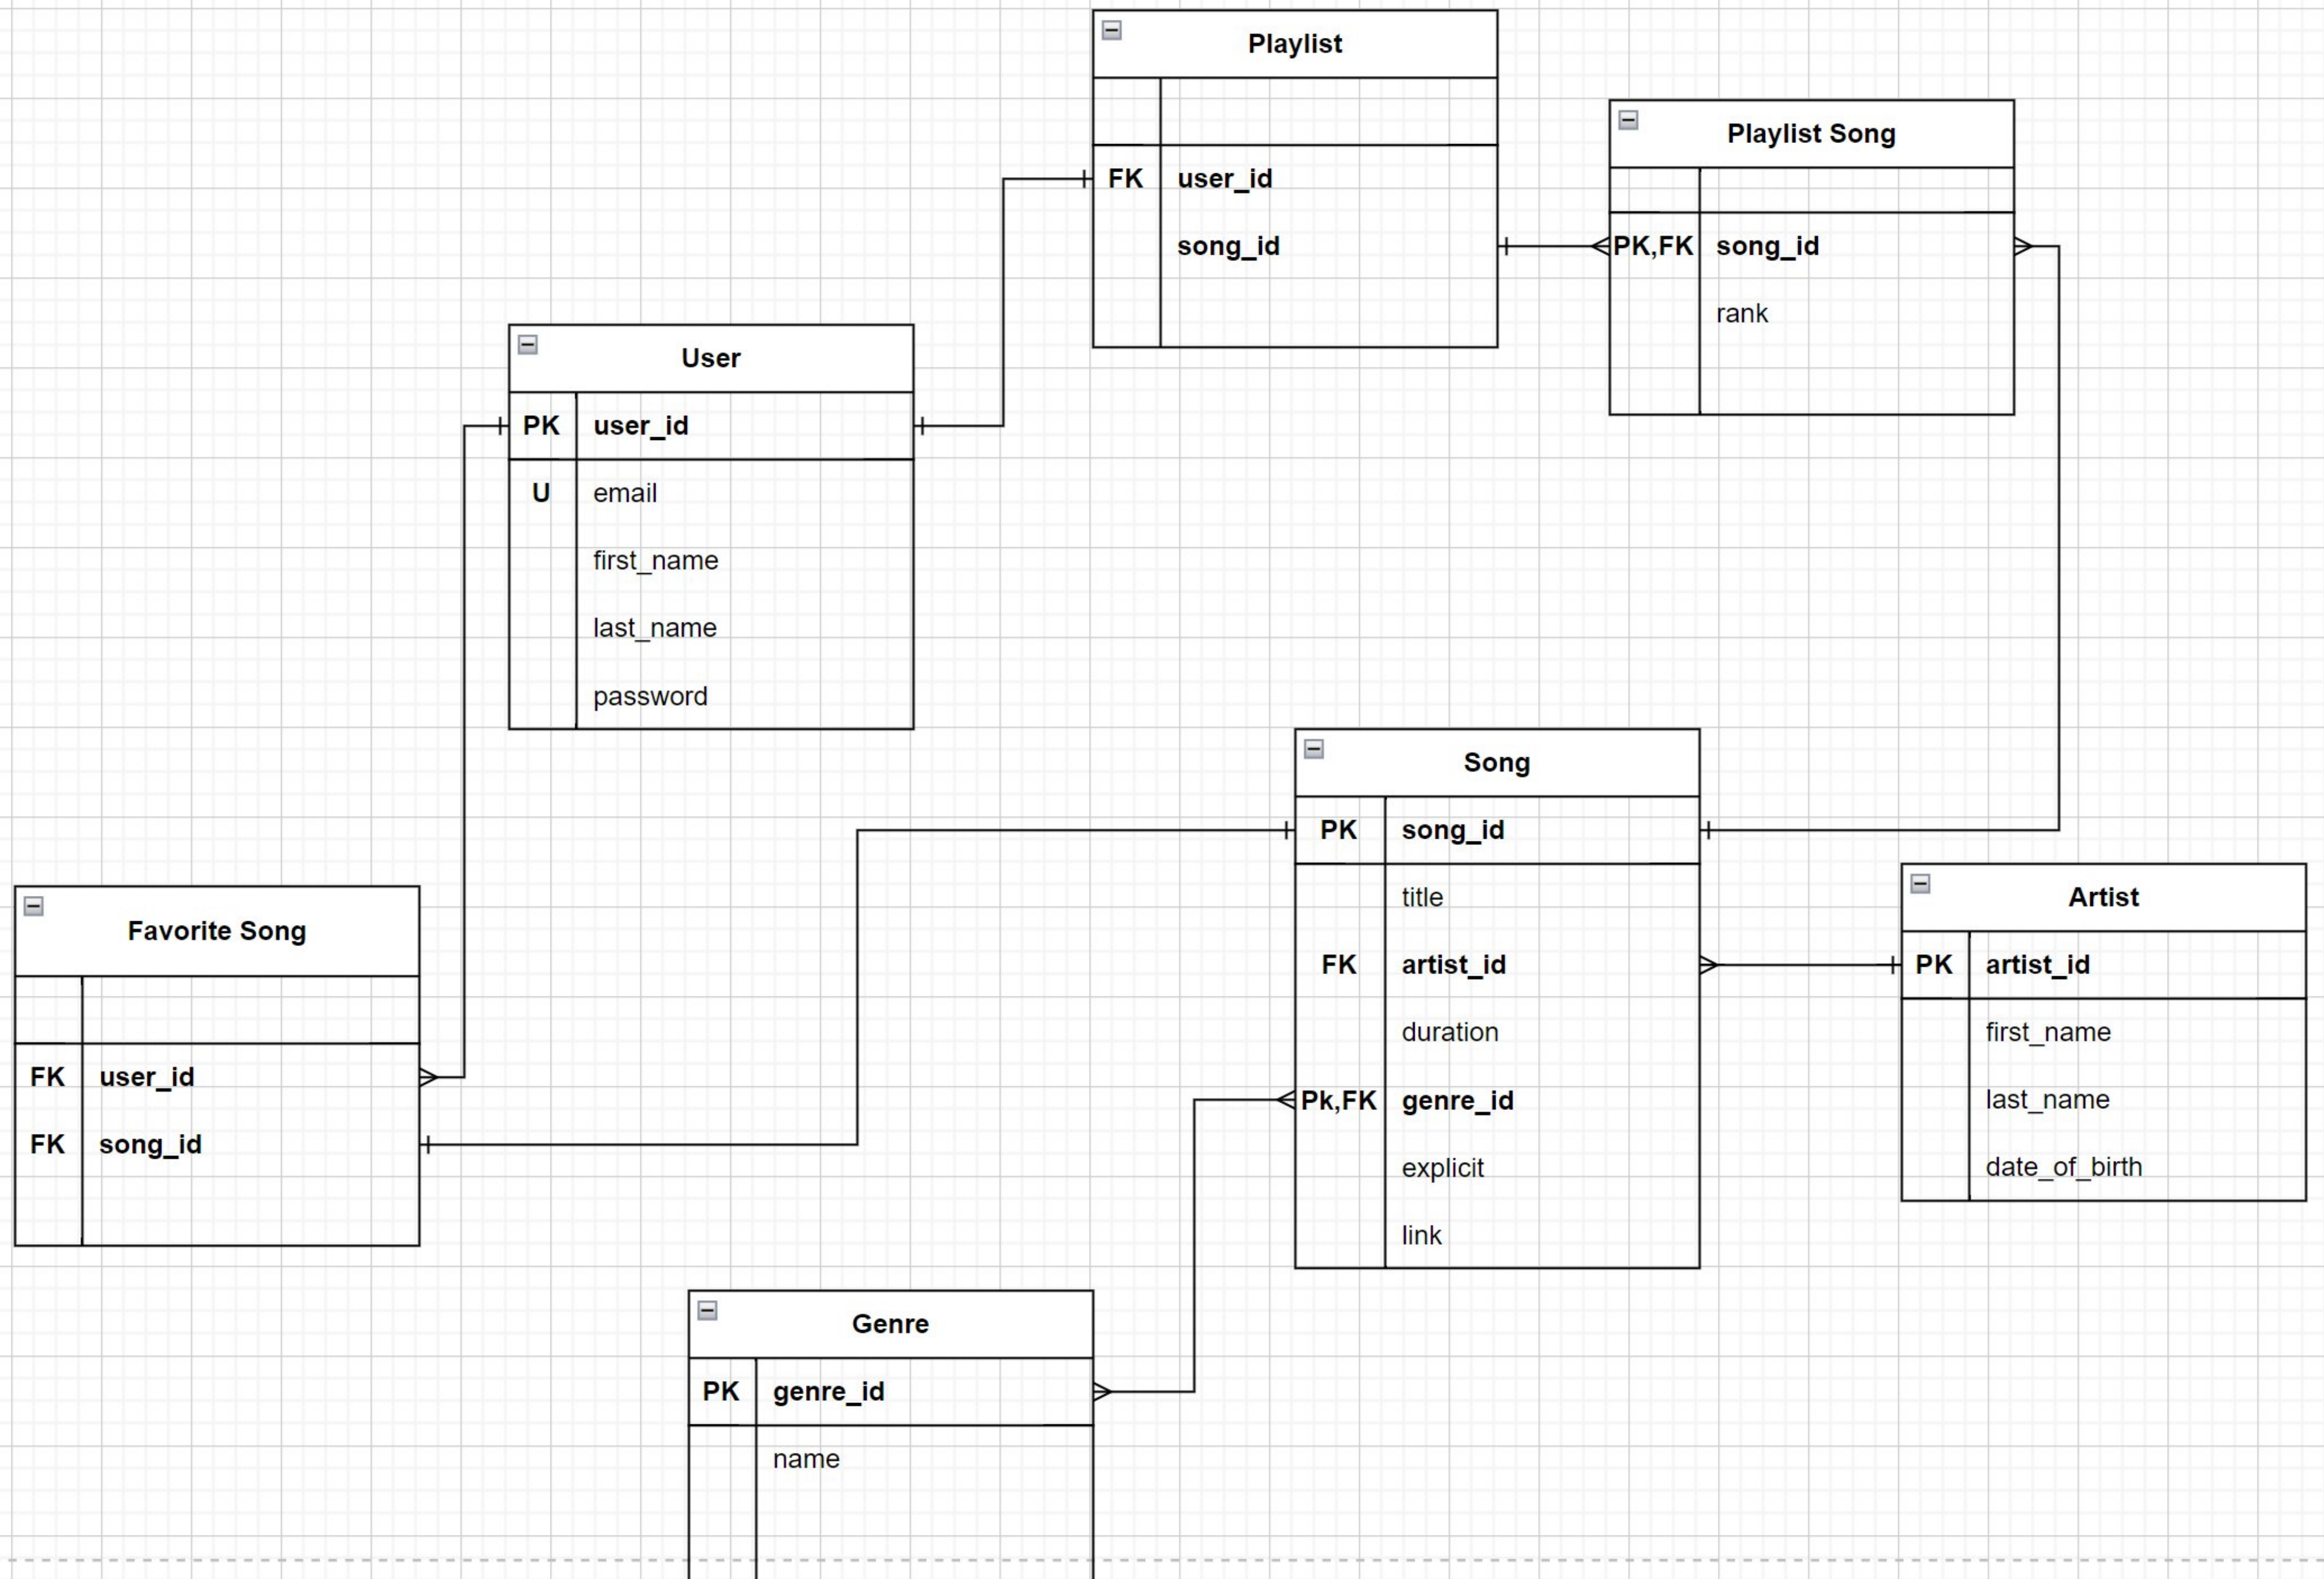 Playlist
FK user_id
song_id
Playlist Song
PK,FK song_id
rank
User
PK user_id
U email
first_name
last_name
password
Song
PK song_id
title
FK artist_id
duration
Pk,FK genre_id
explicit
link
Artist
PK artist_id
first_name
last_name
date_of_birth
Favorite Song
FK user_id
FK song_id
Genre
PK genre_id
name